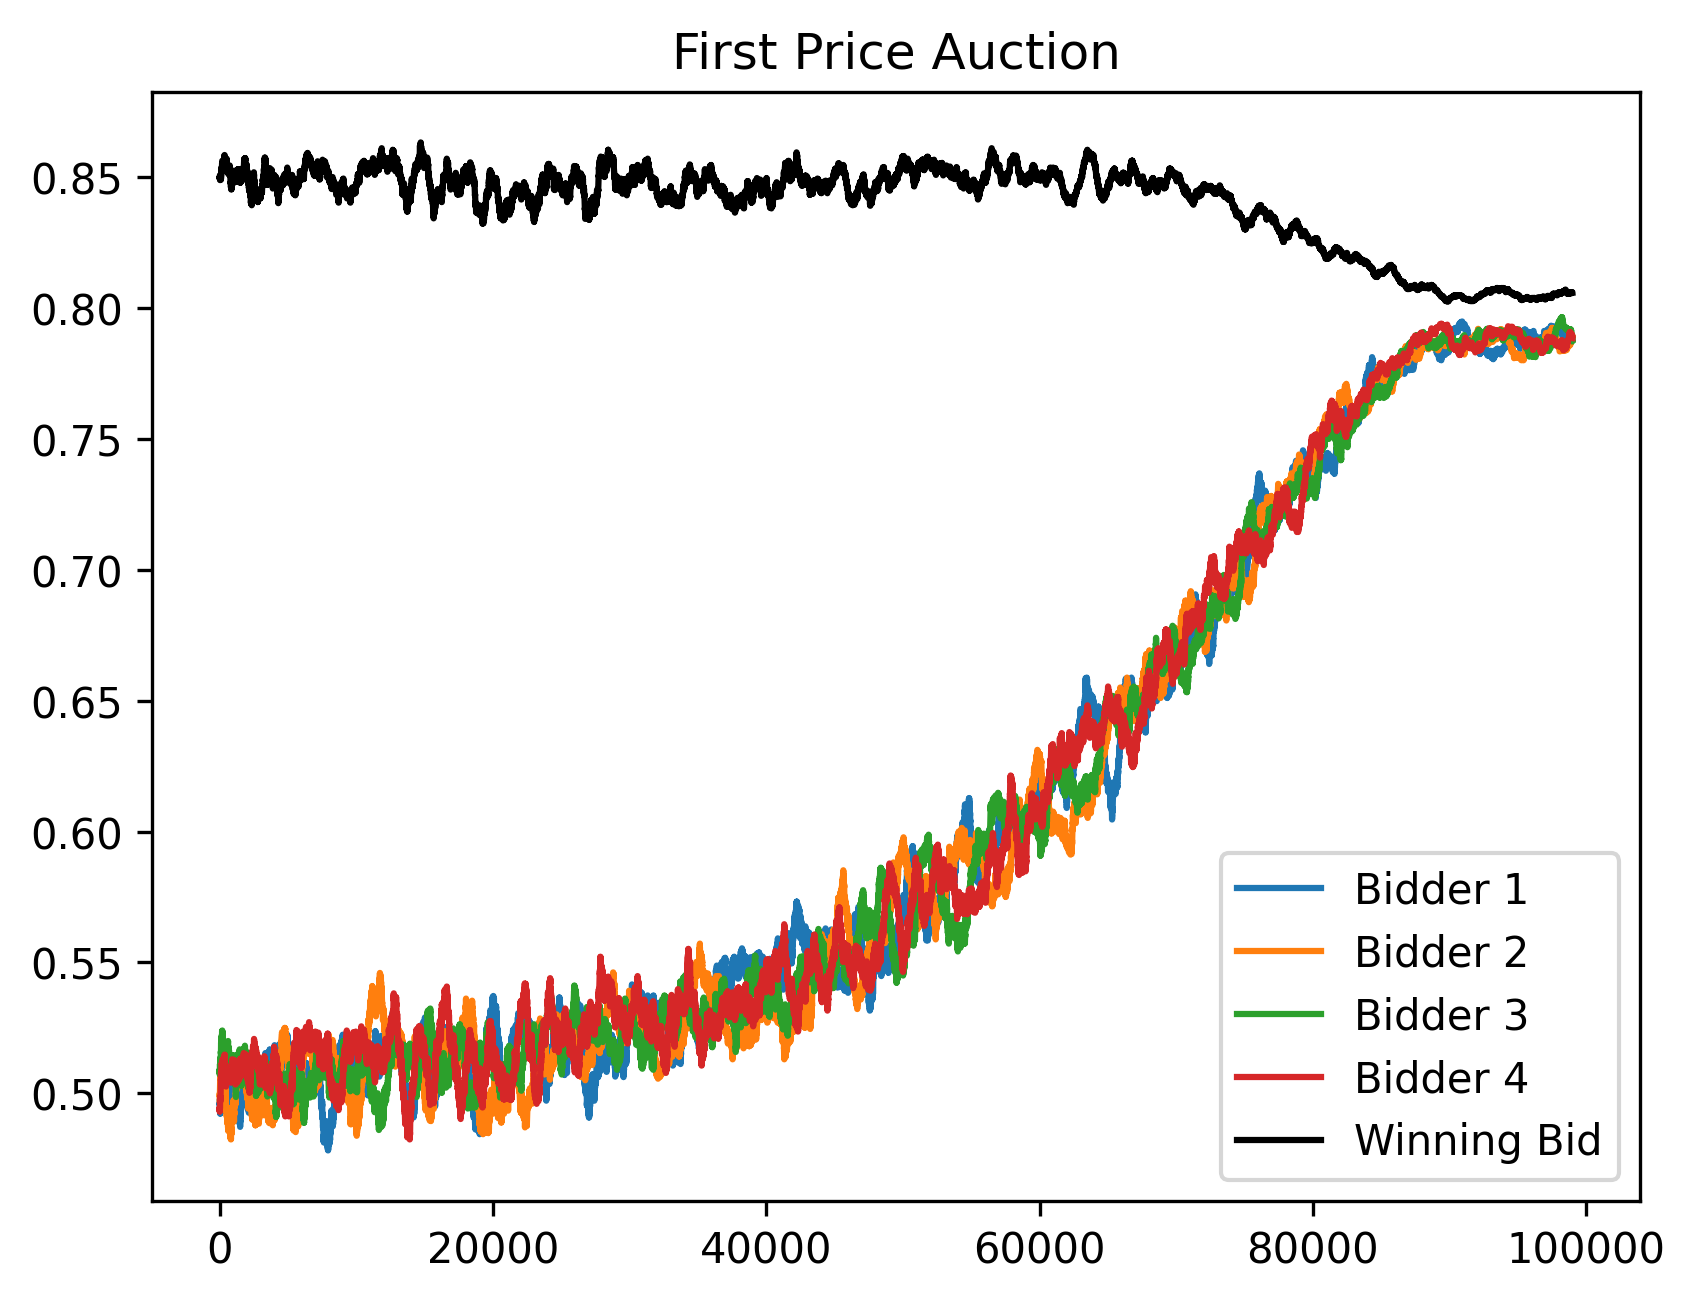 First Price Auction
0.85
0.80
0.75
0.70
0.65
0.60
0.55
0.50
Bidder 1
Bidder 2
Bidder 3
Bidder 4
Winning Bid
0 20000 40000 60000 80000 100000